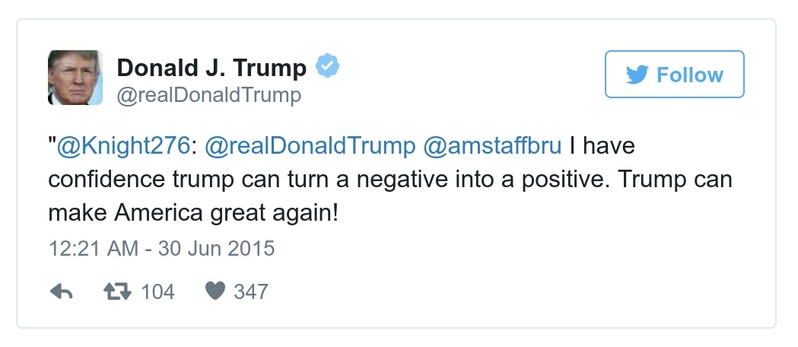 Donald J. Trump
@realDonaldTrump
Follow
"@Knight276: @realDonaldTrump @amstaffbru I have
confidence trump can turn a negative into a positive. Trump can
make America great again!
12:21 AM - 30 Jun 2015
104 347